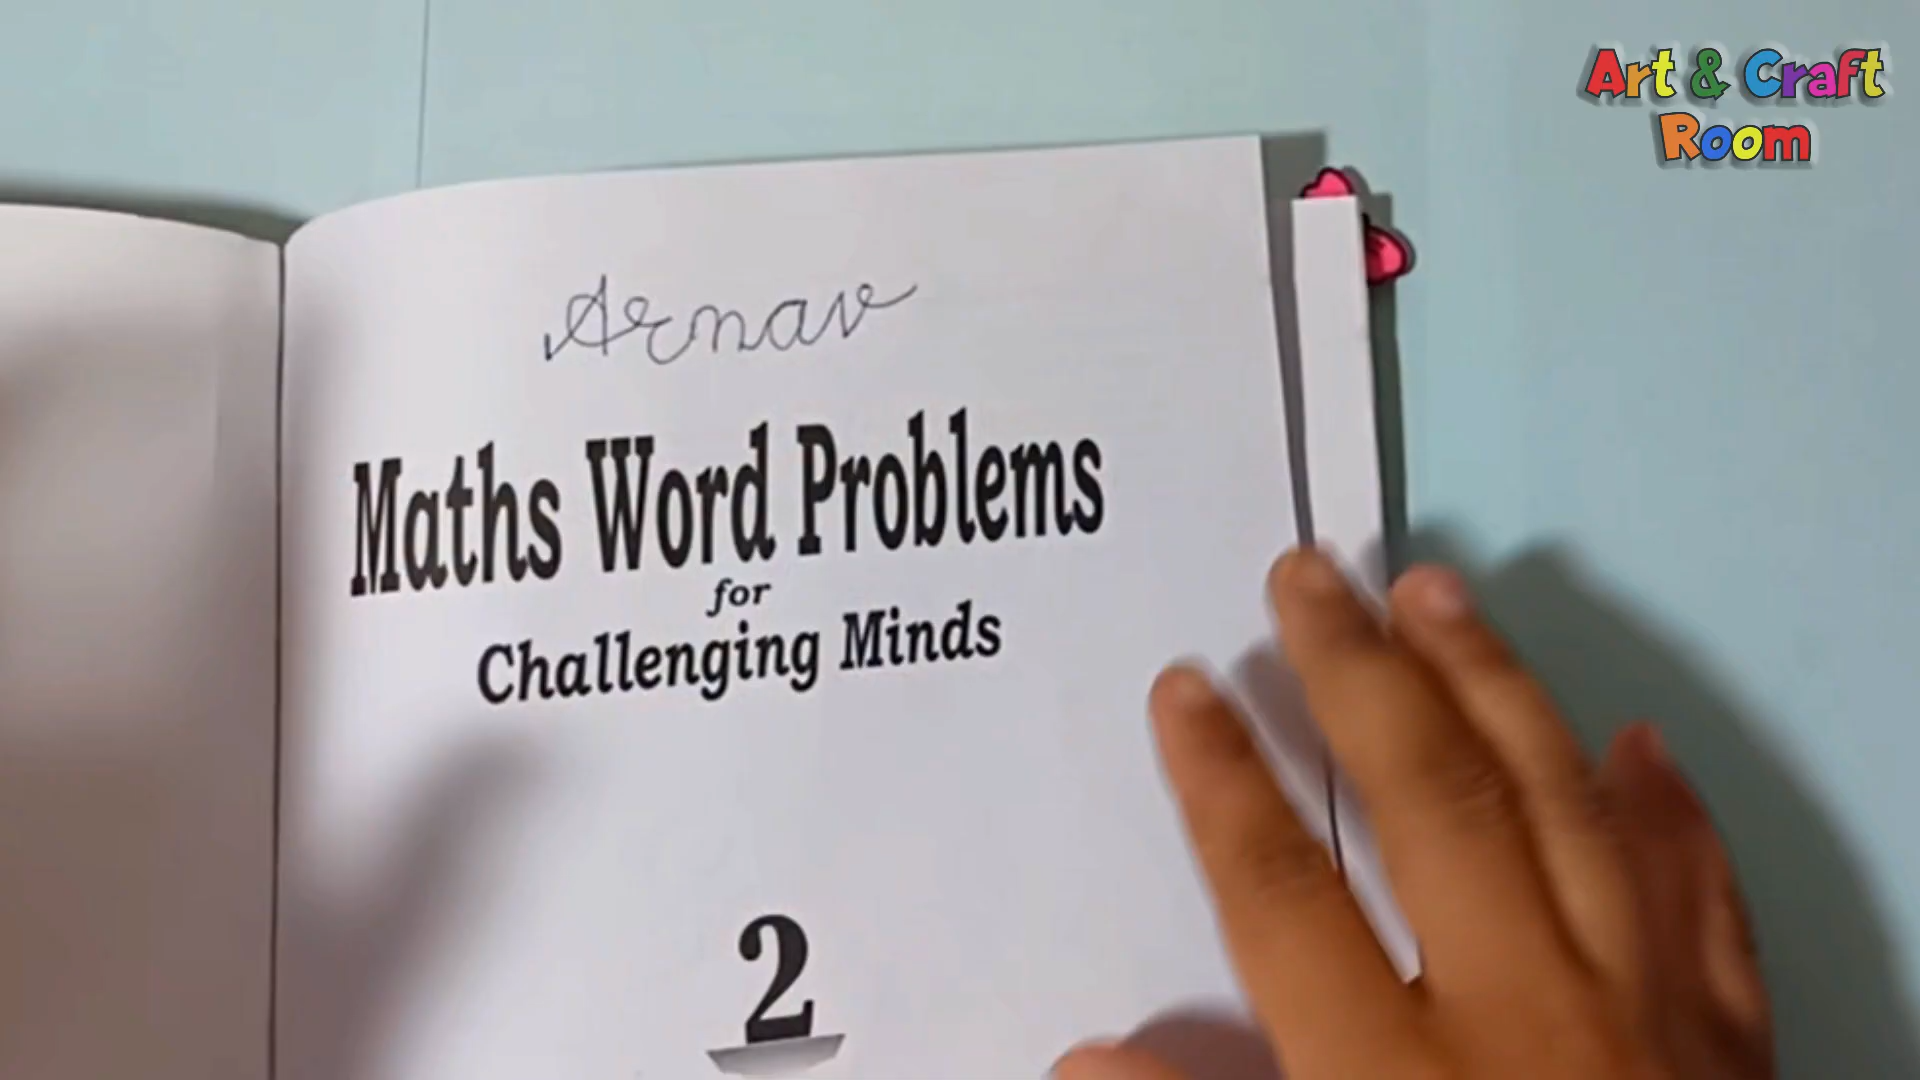 Art & Craft
Room
Arnav
Maths Word Problems
for
Challenging Minds
2